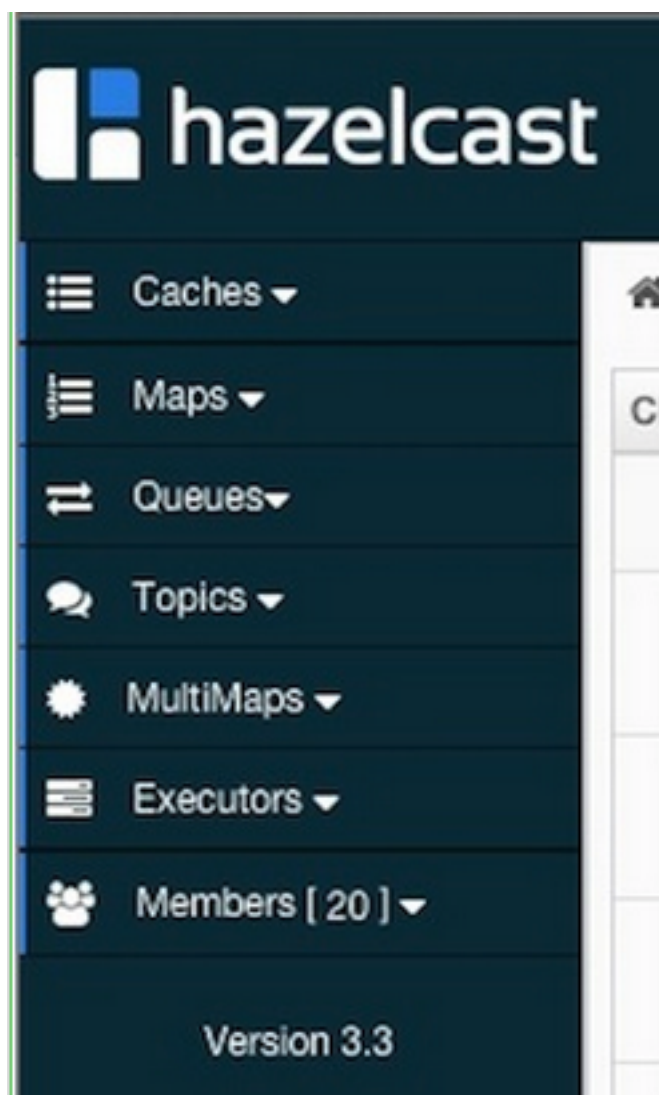 hazelcast
Caches
Maps
C
Queues
Topics
MultiMaps
Executors
Members [ 20 ]
Version 3.3